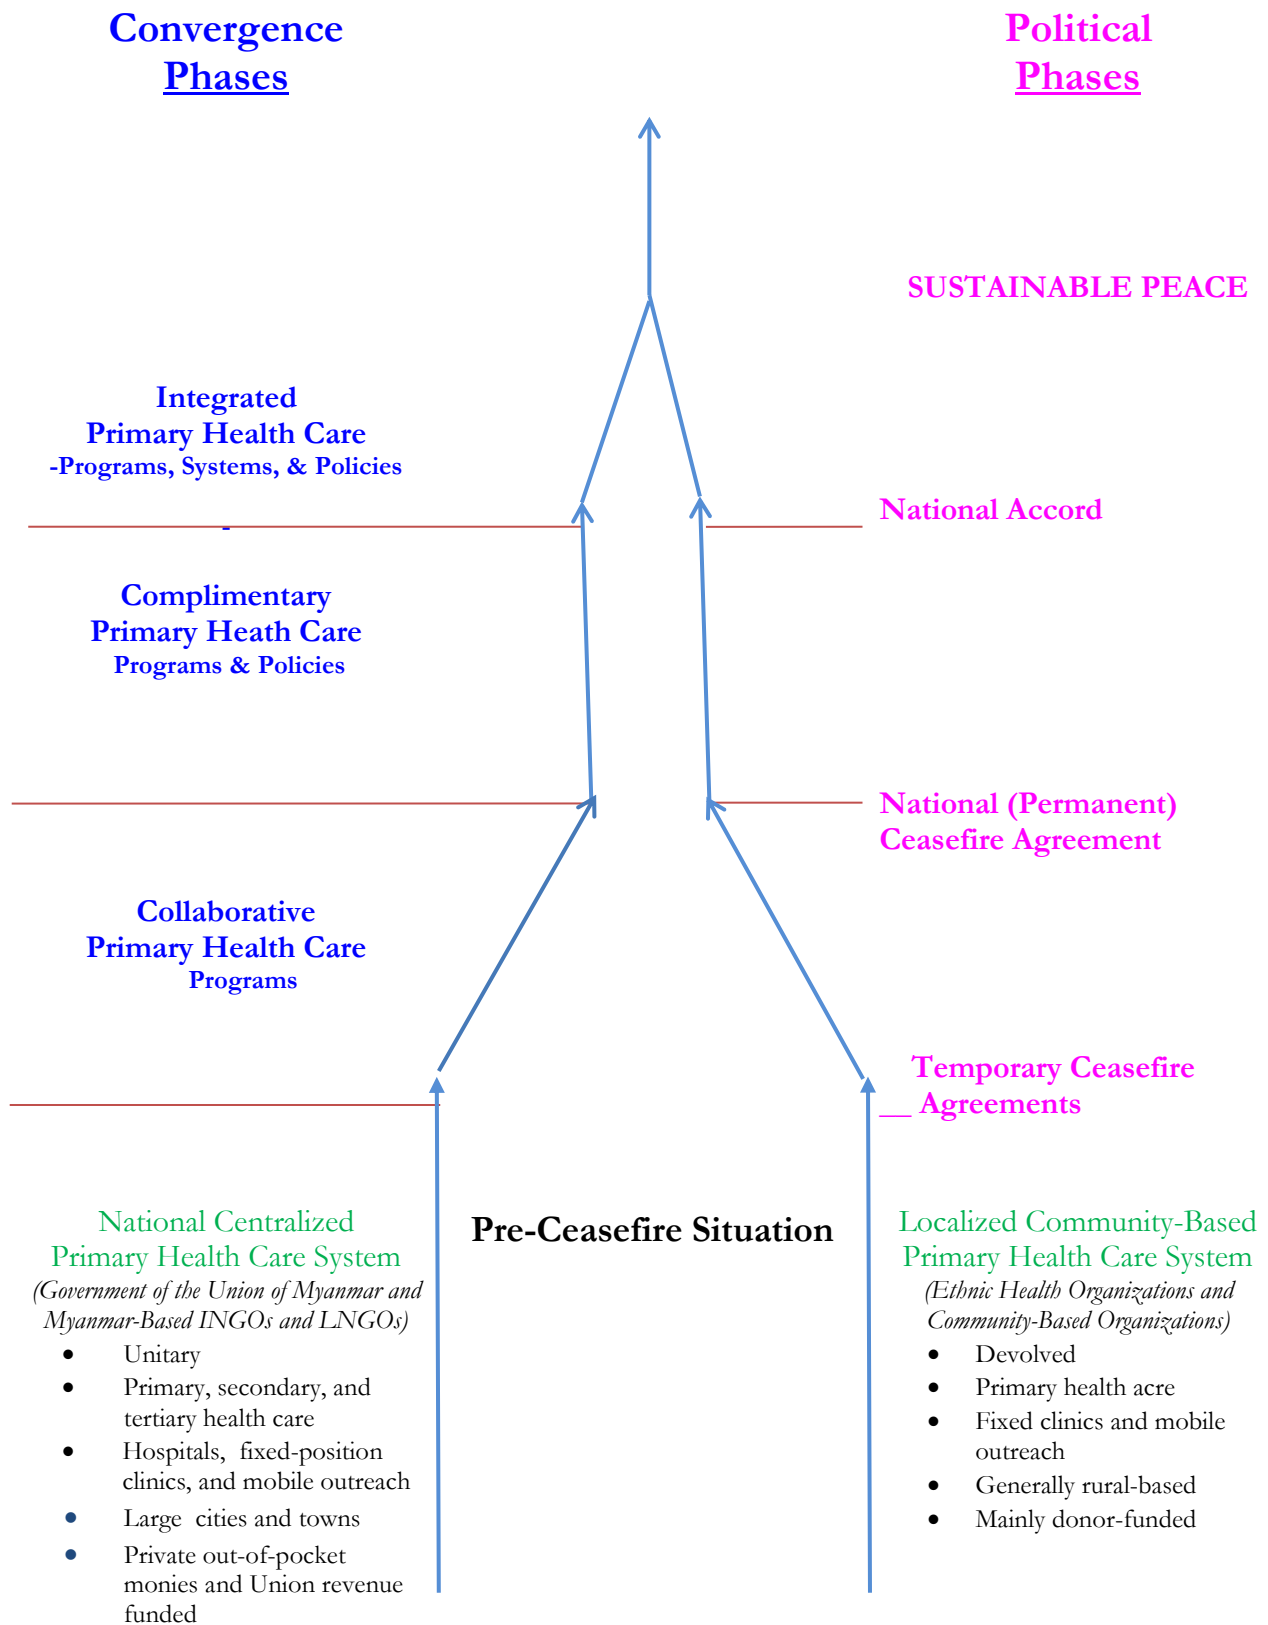 Convergence
Phases
Political
Phases
SUSTAINABLE PEACE
Integrated
Primary Health Care
-Programs, Systems, & Policies
-
National Accord
Complimentary
Primary Heath Care
Programs & Policies
National (Permanent)
Ceasefire Agreement
Collaborative
Primary Health Care
Programs
Temporary Ceasefire
__ Agreements
Pre-Ceasefire Situation
National Centralized
Primary Health Care System
(Government of the Union of Myanmar and
Myanmar-Based INGOs and LNGOs)
• Unitary
• Primary, secondary, and
tertiary health care
• Hospitals, fixed-position
clinics, and mobile outreach
• Large cities and towns
• Private out-of-pocket
monies and Union revenue
funded
Localized Community-Based
Primary Health Care System
(Ethnic Health Organizations and
Community-Based Organizations)
• Devolved
• Primary health acre
• Fixed clinics and mobile
outreach
• Generally rural-based
• Mainly donor-funded